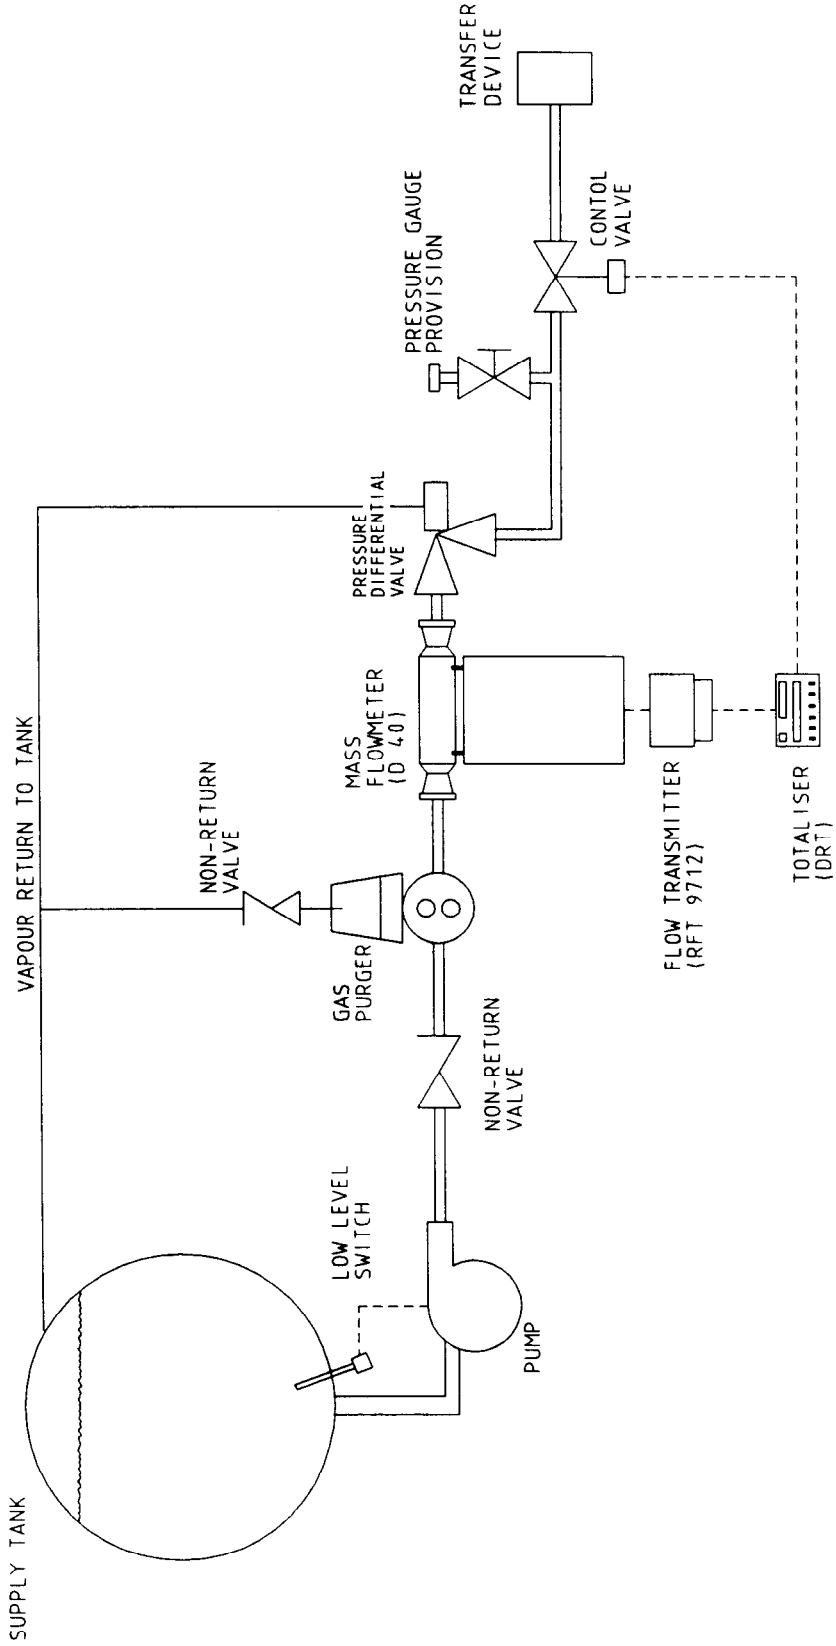 SUPPLY TANK
VAPOUR RETURN TO TANK
NON-RETURN
VALVE
LOW LEVEL
SWITCH
GAS
PURGER
MASS
FLOWMETER
(D 40)
PRESSURE
DIFFERENTIAL
VALVE
PRESSURE GAUGE
PROVISION
TRANSFER
DEVICE
PUMP
NON-RETURN
VALVE
CONTOL
VALVE
FLOW TRANSMITTER
(RFT 9712)
TOTALISER
(DRT)